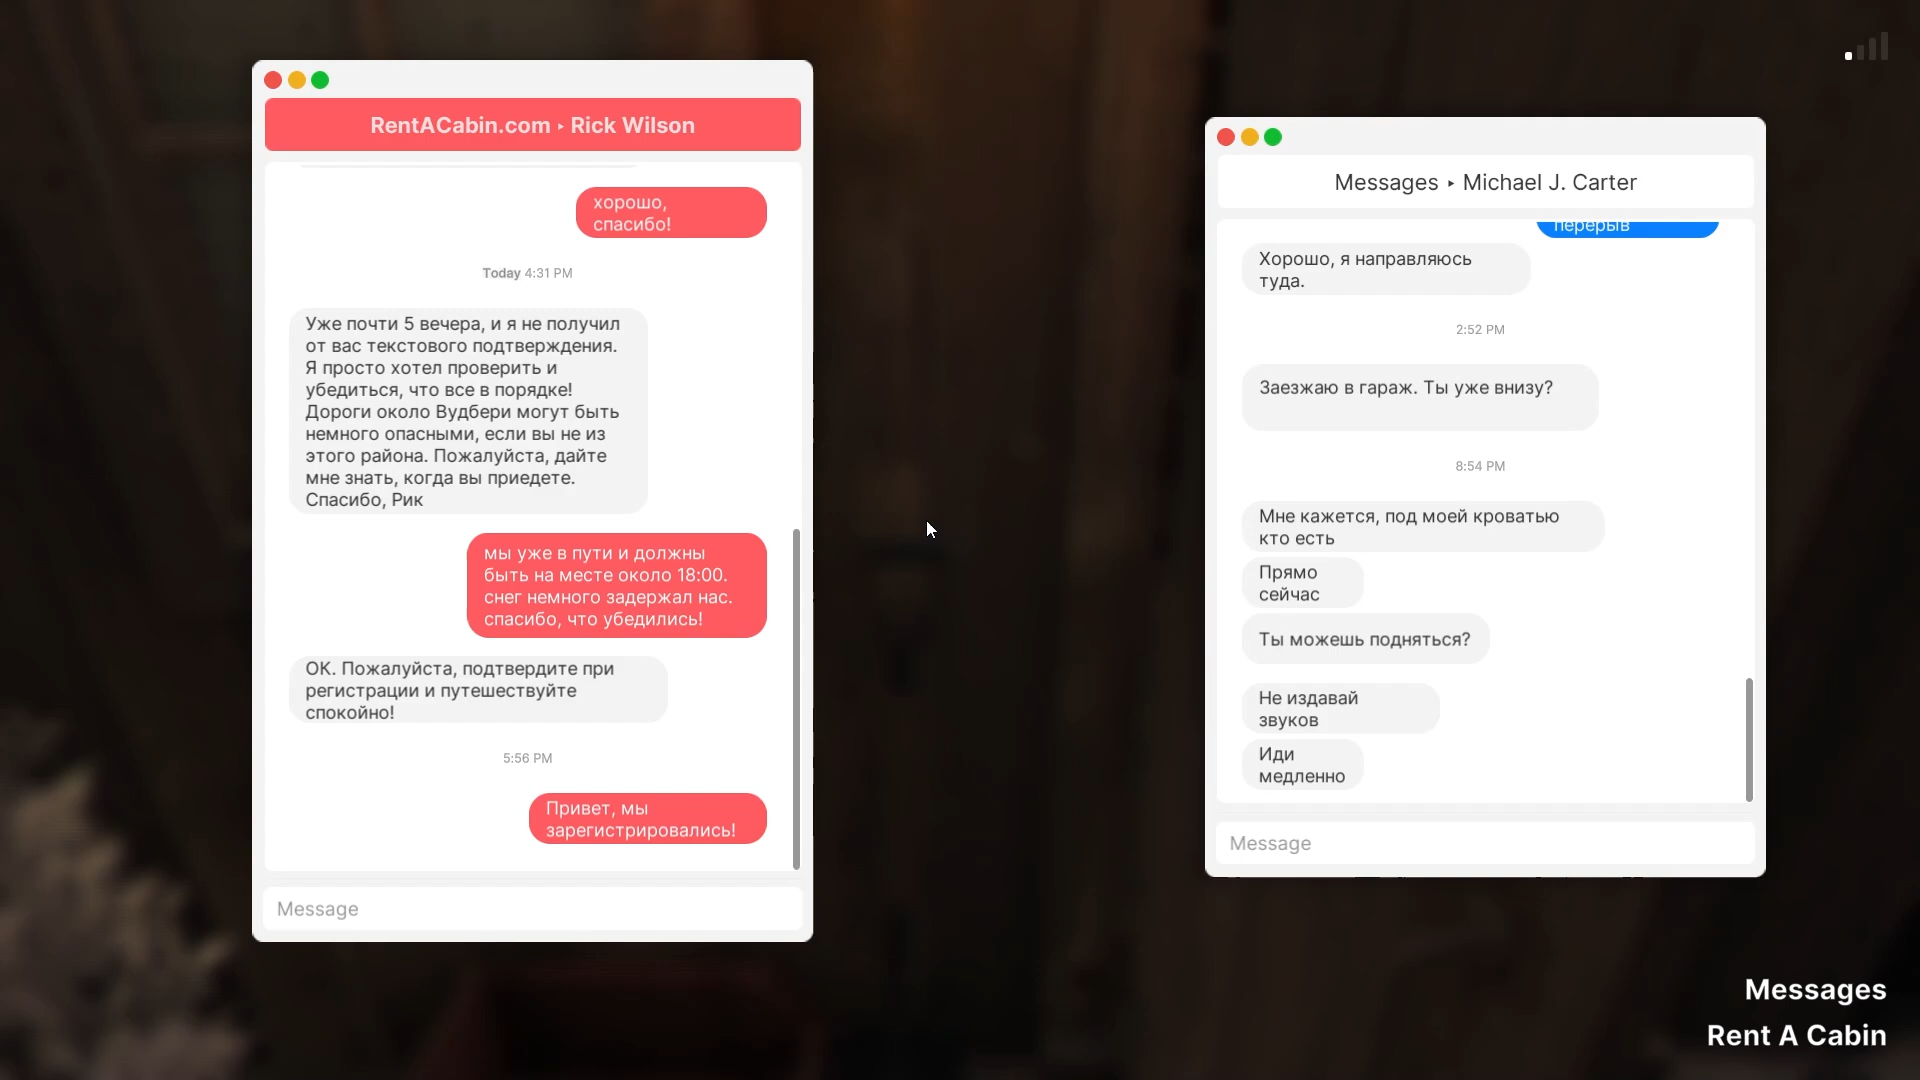 RentACabin.com ‣ Rick Wilson
хорошо,
спасибо!
Today 4:31 PM
Уже почти 5 вечера, и я не получил
от вас текстового подтверждения.
Я просто хотел проверить и
убедиться, что все в порядке!
Дороги около Вудбери могут быть
немного опасными, если вы не из
этого района. Пожалуйста, дайте
мне знать, когда вы приедете.
Спасибо, Рик
мы уже в пути и должны
быть на месте около 18:00.
снег немного задержал нас.
спасибо, что убедились!
ОК. Пожалуйста, подтвердите при
регистрации и путешествуйте
спокойно!
5:56 PM
Привет, мы
зарегистрировались!
Message
Messages ‣ Michael J. Carter
перерыв
Хорошо, я направляюсь
туда.
2:52 PM
Заезжаю в гараж. Ты уже внизу?
8:54 PM
Мне кажется, под моей кроватью
кто есть
Прямо
сейчас
Ты можешь подняться?
Не издавай
звуков
Иди
медленно
Message
Messages
Rent A Cabin